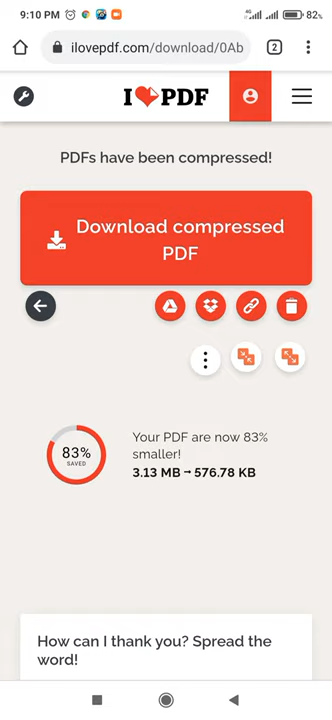 9:10 PM
4G
82%
ilovepdf.com/download/0Ab
2
I PDF
PDFs have been compressed!
Download compressed
PDF
83%
SAVED
Your PDF are now 83%
smaller!
3.13 MB → 576.78 KB
How can I thank you? Spread the
word!